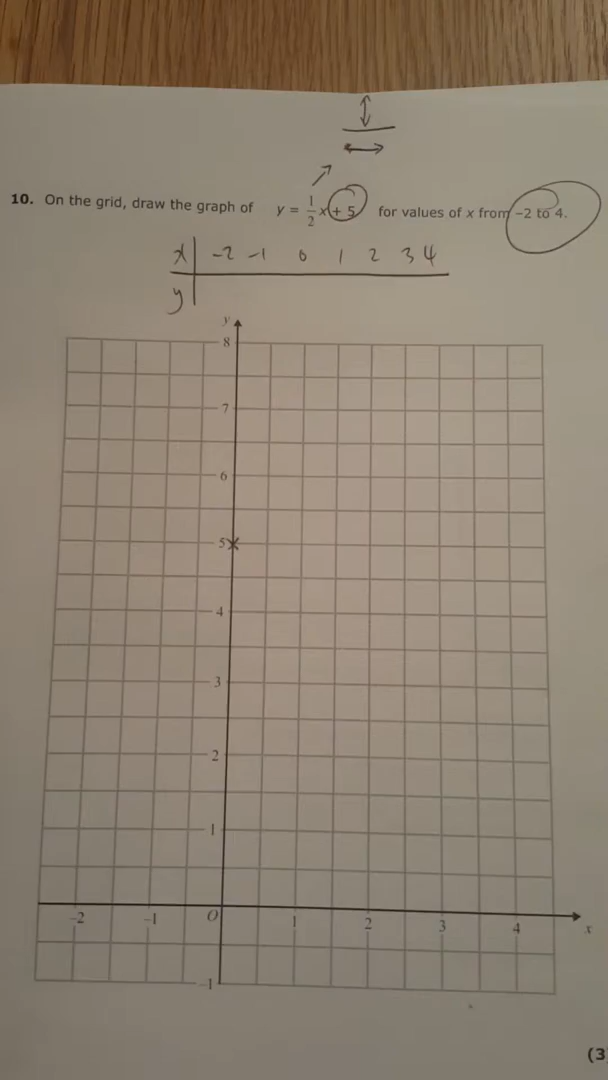 10. On the grid, draw the graph of y = 1/2 x + 5 for values of x from –2 to 4.
x -2 -1 0 1 2 3 4
y
y
8
7
6
5
4
3
2
1
–2 –1 O 1 2 3 4 x
–1
(3